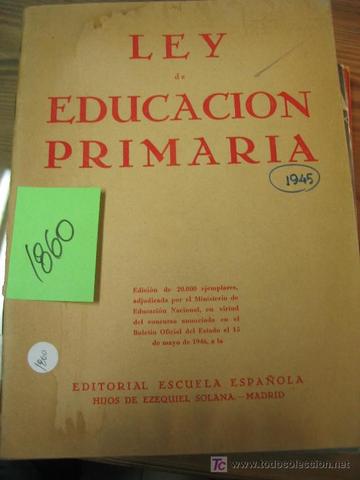 LEY
de
EDUCACION
PRIMARIA
1945
1860
Edición de 20.000 ejemplares,
adjudicada por el Ministerio de
Educación Nacional, en virtud
del concurso anunciado en el
Boletín Oficial del Estado el 15
de mayo de 1946, a la
1860
EDITORIAL ESCUELA ESPAÑOLA
HIJOS DE EZEQUIEL SOLANA.—MADRID
todocoleccion.net